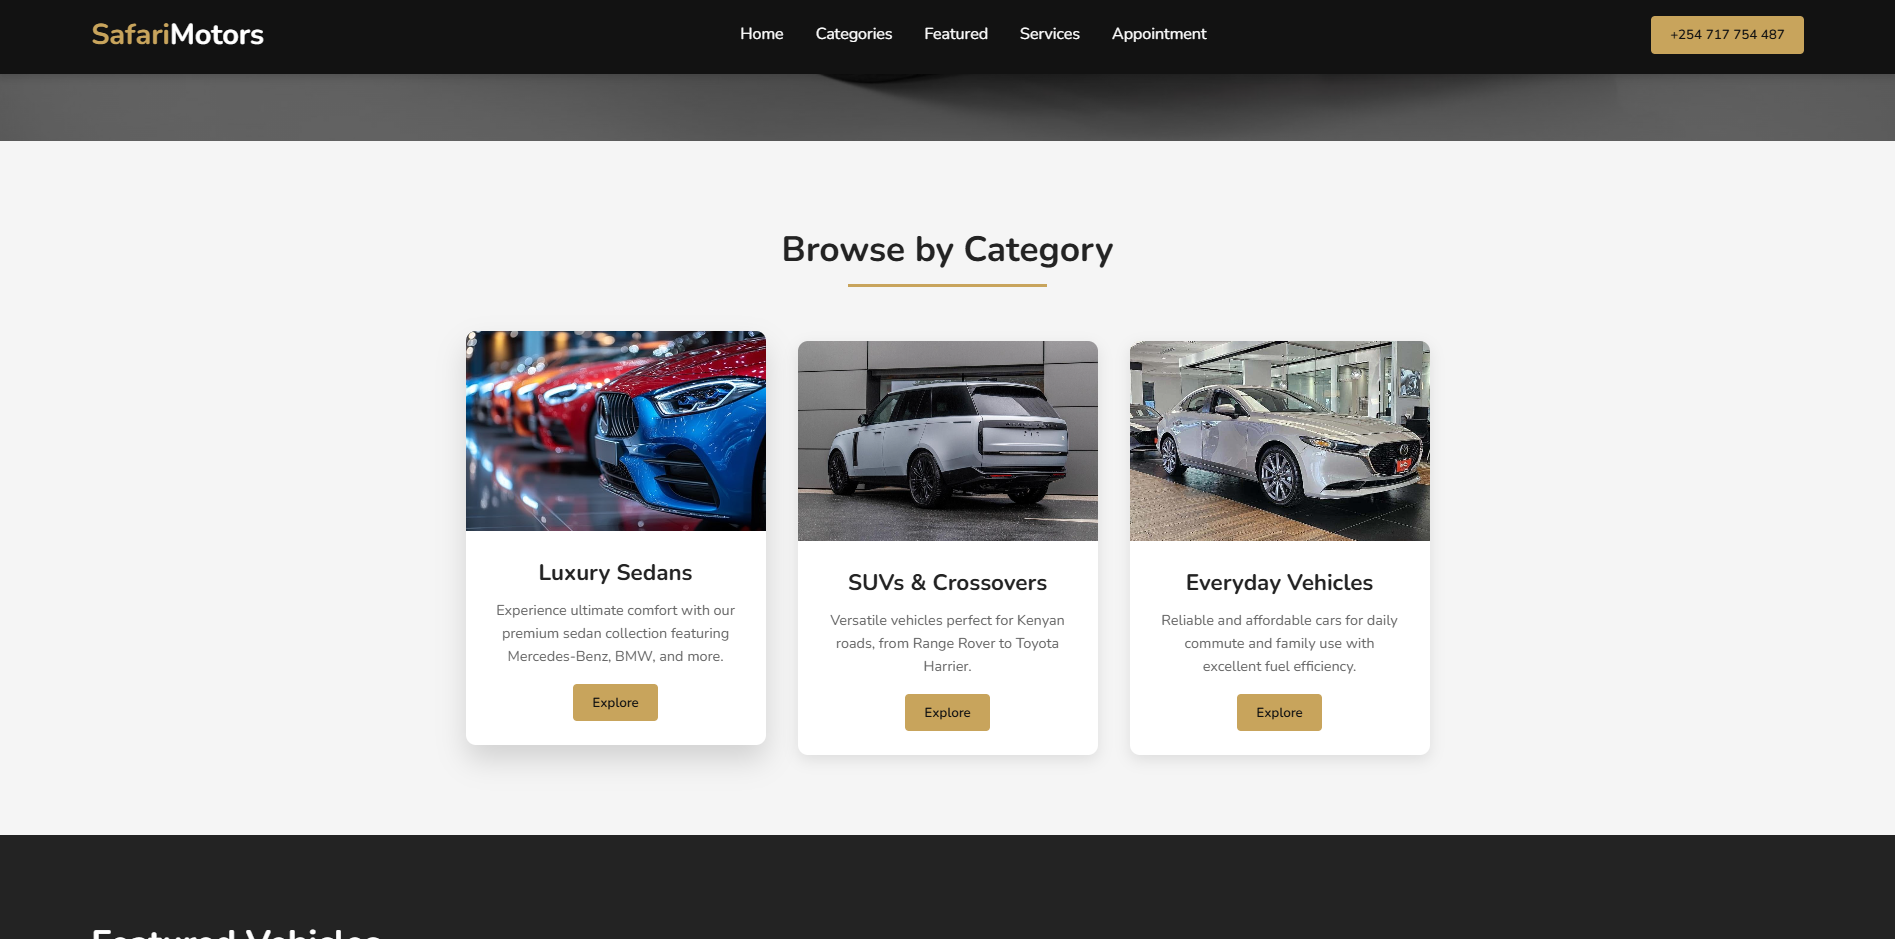 SafariMotors
Home
Categories
Featured
Services
Appointment
+254 717 754 487
Browse by Category
Luxury Sedans
Experience ultimate comfort with our
premium sedan collection featuring
Mercedes-Benz, BMW, and more.
Explore
SUVs & Crossovers
Versatile vehicles perfect for Kenyan
roads, from Range Rover to Toyota
Harrier.
Explore
Everyday Vehicles
Reliable and affordable cars for daily
commute and family use with
excellent fuel efficiency.
Explore
Featured Vehicles